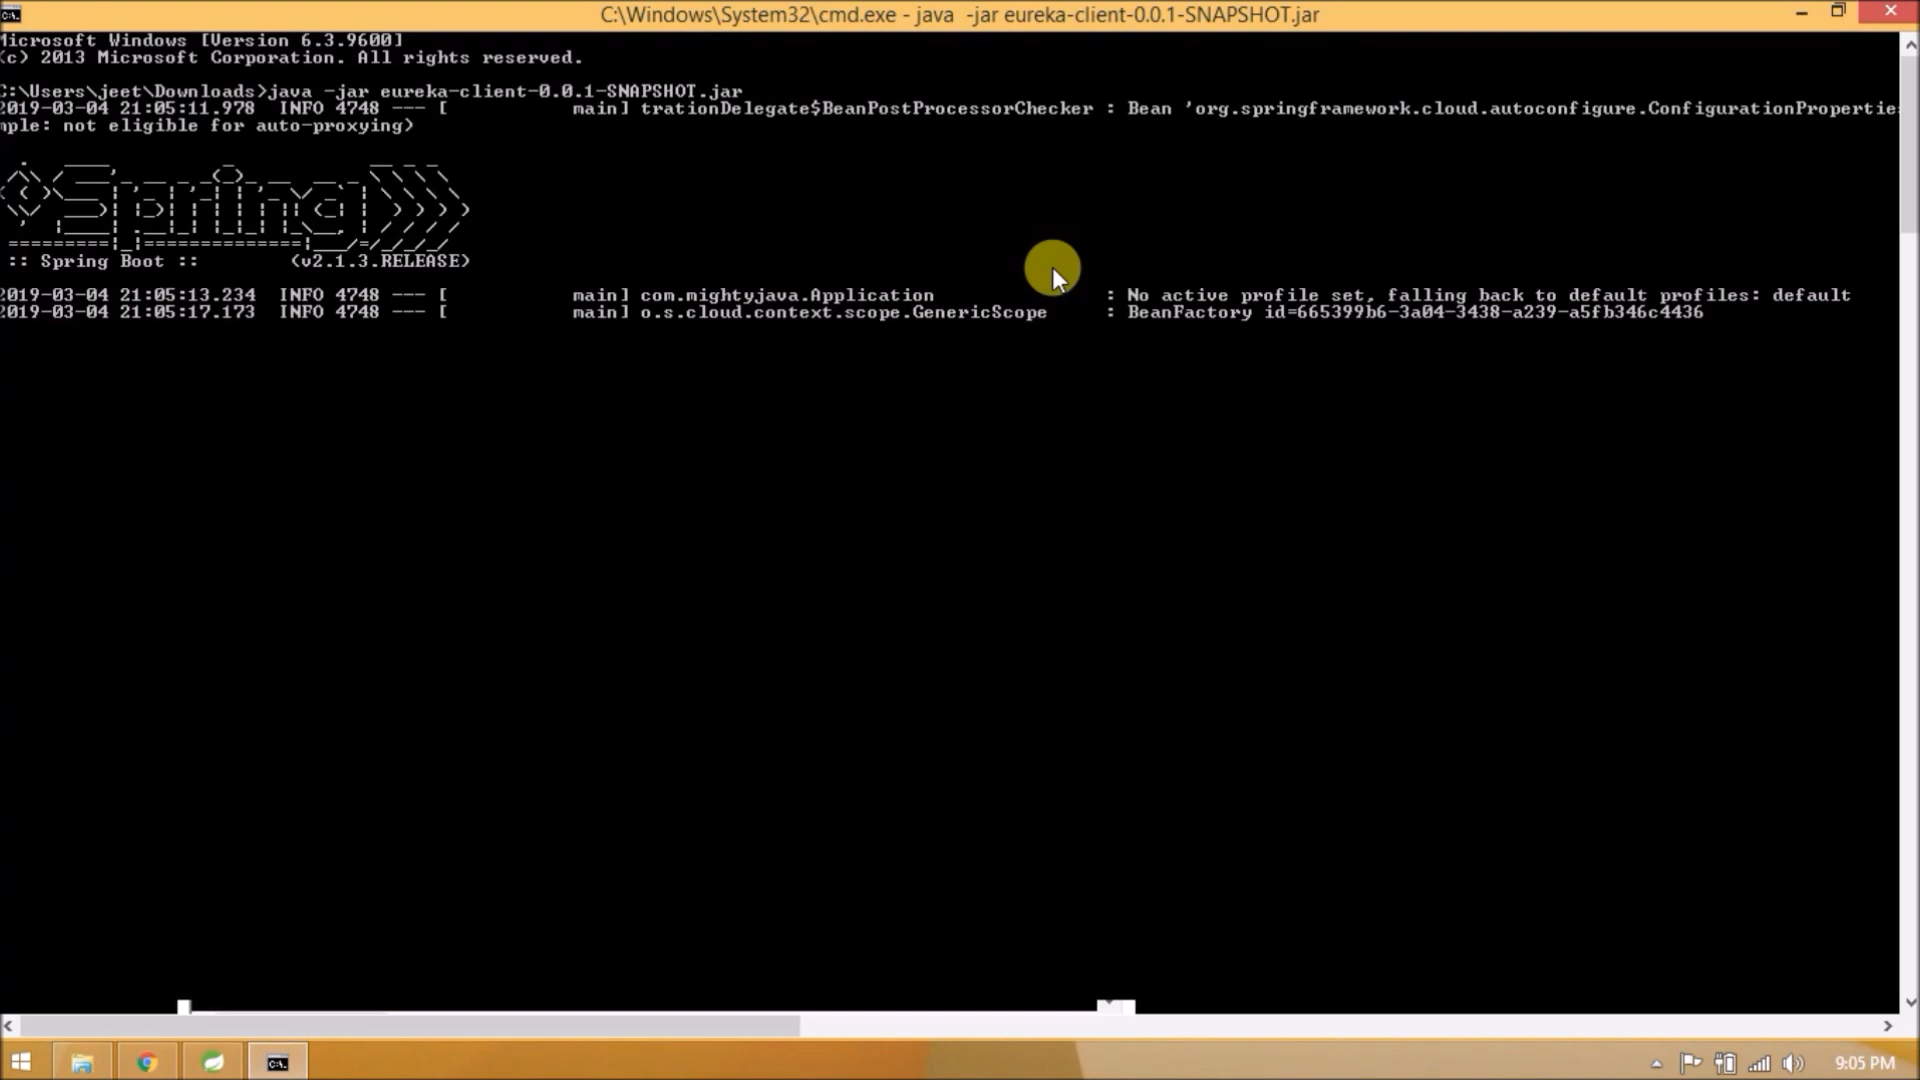 C:\Windows\System32\cmd.exe - java -jar eureka-client-0.0.1-SNAPSHOT.jar
Microsoft Windows [Version 6.3.9600]
(c) 2013 Microsoft Corporation. All rights reserved.
C:\Users\jeet\Downloads>java -jar eureka-client-0.0.1-SNAPSHOT.jar
2019-03-04 21:05:11.978 INFO 4748 --- [ main] trationDelegate$BeanPostProcessorChecker : Bean 'org.springframework.cloud.autoconfigure.ConfigurationPropertie
mple: not eligible for auto-proxying)
Spring
:: Spring Boot :: (v2.1.3.RELEASE)
2019-03-04 21:05:13.234 INFO 4748 --- [ main] com.mightyjava.Application : No active profile set, falling back to default profiles: default
2019-03-04 21:05:17.173 INFO 4748 --- [ main] o.s.cloud.context.scope.GenericScope : BeanFactory id=665399b6-3a04-3438-a239-a5fb346c4436
9:05 PM